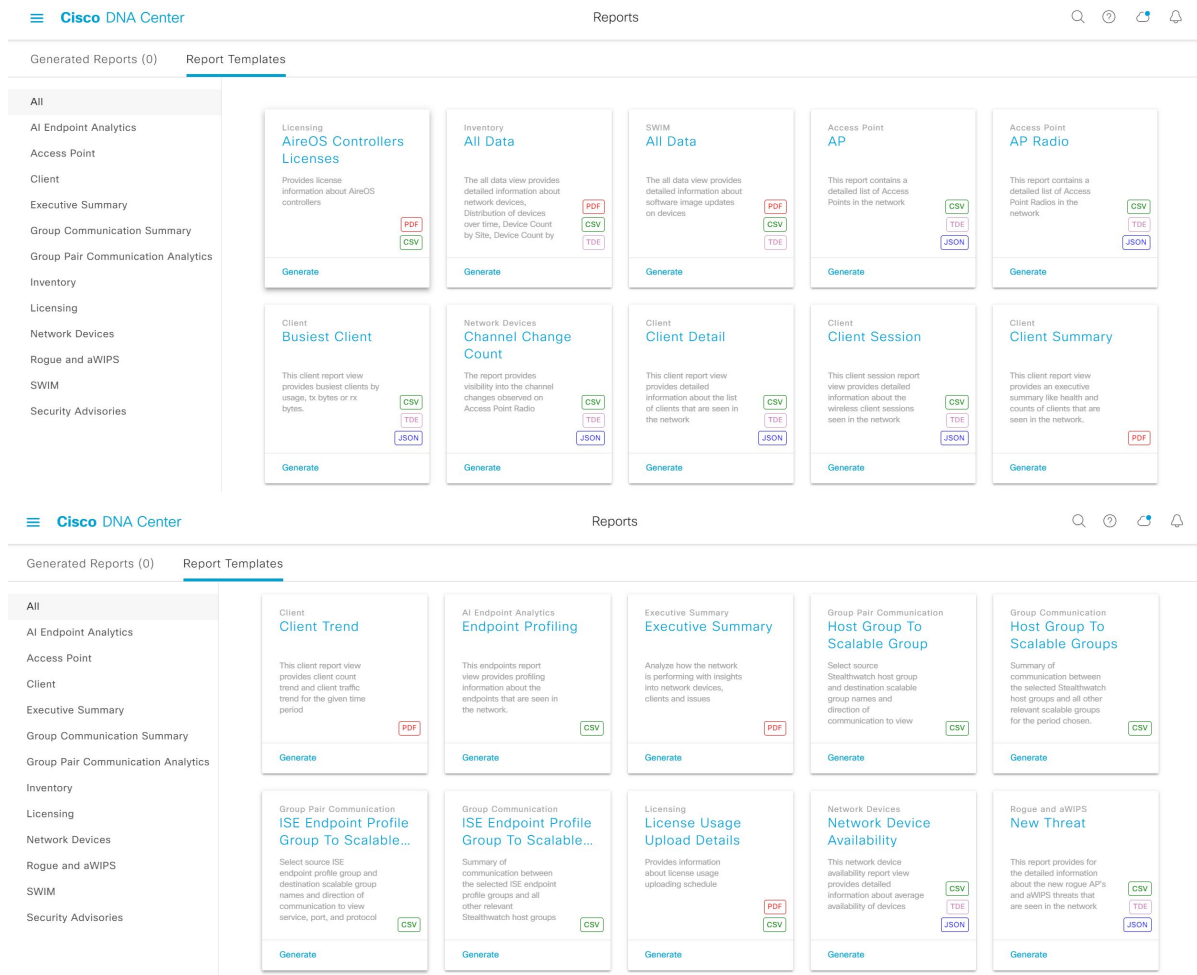 Cisco DNA Center
Reports
Generated Reports (0)
Report Templates
All
AI Endpoint Analytics
Access Point
Client
Executive Summary
Group Communication Summary
Group Pair Communication Analytics
Inventory
Licensing
Network Devices
Rogue and aWIPS
SWIM
Security Advisories
Licensing
AireOS Controllers
Licenses
Provides license
information about AireOS
controllers
PDF
CSV
Generate
Inventory
All Data
The all data view provides
detailed information about
network devices,
Distribution of devices
over time, Device Count
by Site, Device Count by
PDF
CSV
TDE
Generate
SWIM
All Data
The all data view provides
detailed information about
software image updates
on devices
PDF
CSV
TDE
Generate
Access Point
AP
This report contains a
detailed list of Access
Points in the network
CSV
TDE
JSON
Generate
Access Point
AP Radio
This report contains a
detailed list of Access
Point Radios in the
network
CSV
TDE
JSON
Generate
Client
Busiest Client
This client report view
provides busiest clients by
usage, tx bytes or rx
bytes.
CSV
TDE
JSON
Generate
Network Devices
Channel Change
Count
The report provides
visibility into the channel
changes observed on
Access Point Radio
CSV
TDE
JSON
Generate
Client
Client Detail
This client report view
provides detailed
information about the list
of clients that are seen in
the network
CSV
TDE
JSON
Generate
Client
Client Session
This client session report
view provides detailed
information about the
wireless client sessions
seen in the network
CSV
TDE
JSON
Generate
Client
Client Summary
This client report view
provides an executive
summary like health and
counts of clients that are
seen in the network.
PDF
Generate
Cisco DNA Center
Reports
Generated Reports (0)
Report Templates
All
AI Endpoint Analytics
Access Point
Client
Executive Summary
Group Communication Summary
Group Pair Communication Analytics
Inventory
Licensing
Network Devices
Rogue and aWIPS
SWIM
Security Advisories
Client
Client Trend
This client report view
provides client count
trend and client traffic
trend for the given time
period
PDF
Generate
AI Endpoint Analytics
Endpoint Profiling
This endpoints report
view provides profiling
information about the
endpoints that are seen in
the network.
CSV
Generate
Executive Summary
Executive Summary
Analyze how the network
is performing with insights
into network devices,
clients and issues
PDF
Generate
Group Pair Communication
Host Group To
Scalable Group
Select source
Stealthwatch host group
and destination scalable
group names and
direction of
communication to view
CSV
Generate
Group Communication
Host Group To
Scalable Groups
Summary of
communication between
the selected Stealthwatch
host groups and all other
relevant scalable groups
for the period chosen.
CSV
Generate
Group Pair Communication
ISE Endpoint Profile
Group To Scalable...
Select source ISE
endpoint profile group and
destination scalable group
names and direction of
communication to view
service, port, and protocol
CSV
Generate
Group Communication
ISE Endpoint Profile
Group To Scalable...
Summary of
communication between
the selected ISE endpoint
profile groups and all
other relevant
Stealthwatch host groups
CSV
Generate
Licensing
License Usage
Upload Details
Provides information
about license usage
uploading schedule
PDF
CSV
Generate
Network Devices
Network Device
Availability
This network device
availability report view
provides detailed
information about average
availability of devices
CSV
TDE
JSON
Generate
Rogue and aWIPS
New Threat
This report provides for
the detailed information
about the new rogue AP's
and aWIPS threats that
are seen in the network
CSV
TDE
JSON
Generate